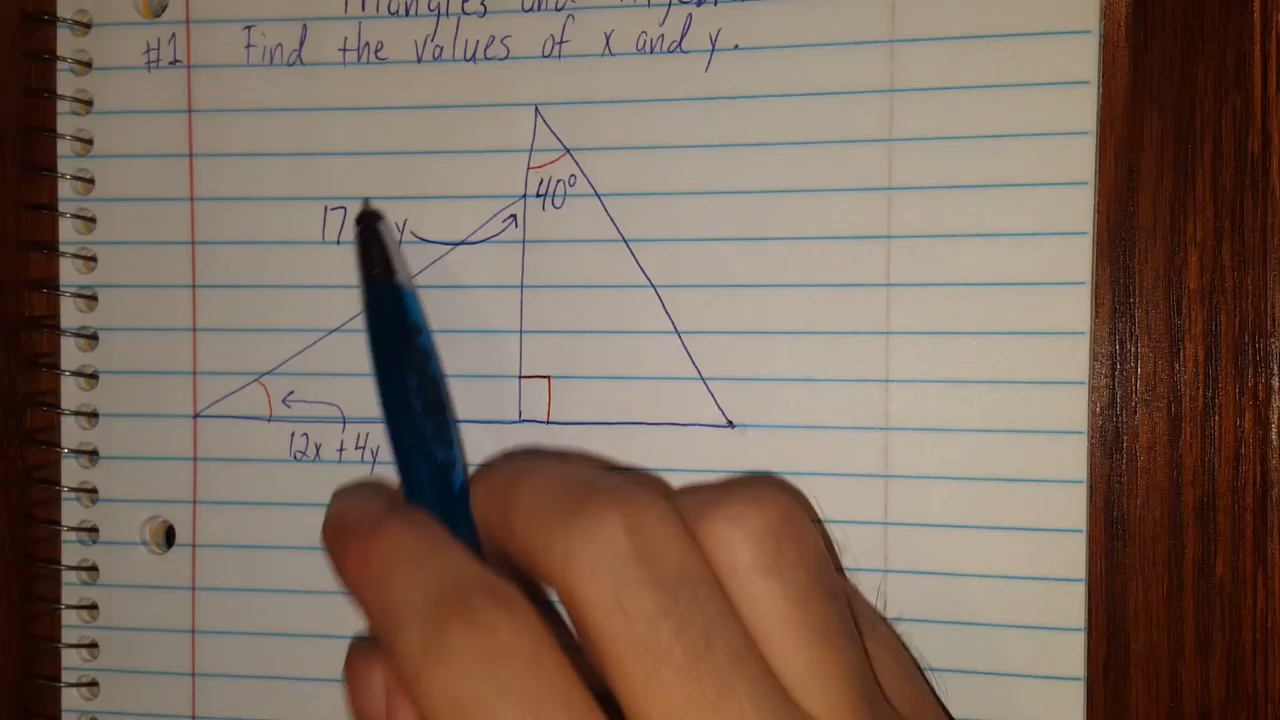 #1 Find the values of x and y.
40°
17 y
12x + 4y